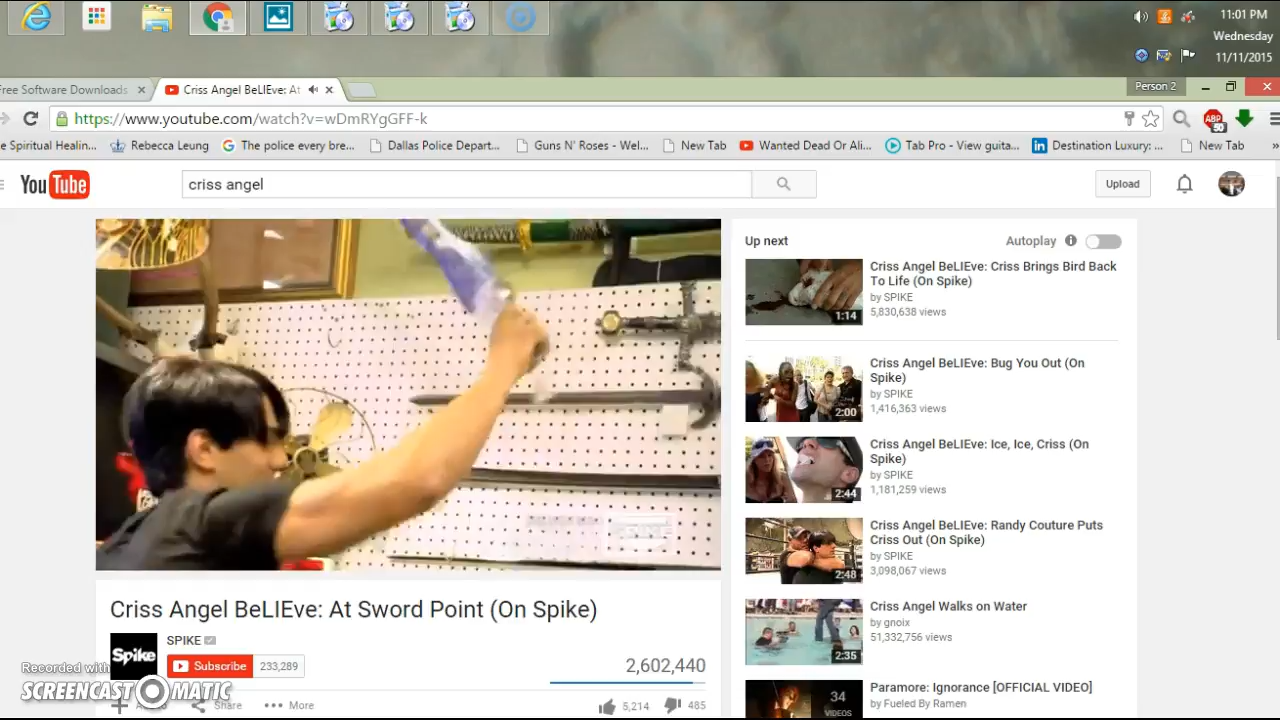 11:01 PM
Wednesday
11/11/2015
Free Software Downloads
Criss Angel BeLIEve: At
Person 2
https://www.youtube.com/watch?v=wDmRYgGFF-k
ABP
50
e Spiritual Healin...
Rebecca Leung
The police every bre...
Dallas Police Depart...
Guns N' Roses - Wel...
New Tab
Wanted Dead Or Ali...
Tab Pro - View guita...
Destination Luxury: ...
New Tab
You Tube
criss angel
Upload
Up next
Autoplay
Criss Angel BeLIEve: Criss Brings Bird Back
To Life (On Spike)
by SPIKE
5,830,638 views
1:14
Criss Angel BeLIEve: Bug You Out (On
Spike)
by SPIKE
1,416,363 views
2:00
Criss Angel BeLIEve: Ice, Ice, Criss (On
Spike)
by SPIKE
1,181,259 views
2:44
Criss Angel BeLIEve: Randy Couture Puts
Criss Out (On Spike)
by SPIKE
3,098,067 views
2:48
Criss Angel Walks on Water
by gnoix
51,332,756 views
2:35
Paramore: Ignorance [OFFICIAL VIDEO]
by Fueled By Ramen
34
VIDEOS
Criss Angel BeLIEve: At Sword Point (On Spike)
Spike
SPIKE
Subscribe
233,289
2,602,440
Share
More
5,214
485
Recorded with
SCREENCAST MATIC